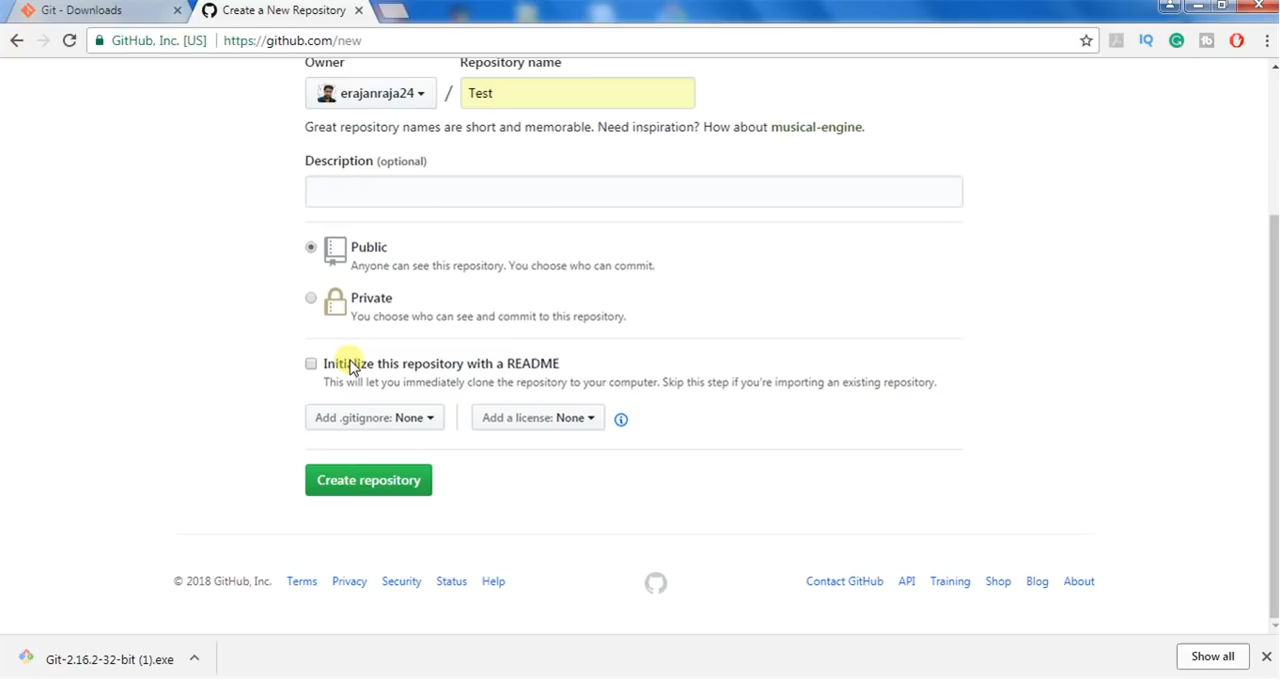 Git - Downloads
Create a New Repository
GitHub, Inc. [US] | https://github.com/new
Owner
Repository name
erajanraja24 / Test
Great repository names are short and memorable. Need inspiration? How about musical-engine.
Description (optional)
Public
Anyone can see this repository. You choose who can commit.
Private
You choose who can see and commit to this repository.
Initialize this repository with a README
This will let you immediately clone the repository to your computer. Skip this step if you're importing an existing repository.
Add .gitignore: None
Add a license: None
Create repository
© 2018 GitHub, Inc. Terms Privacy Security Status Help Contact GitHub API Training Shop Blog About
Git-2.16.2-32-bit (1).exe
Show all